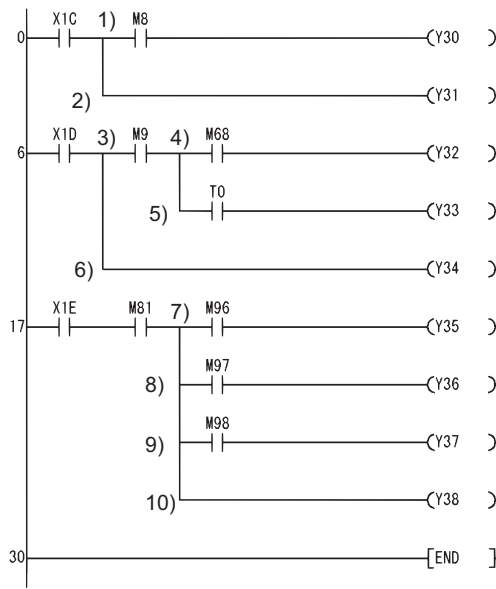 X1C 1) M8
0 (Y30 )
2) (Y31 )
X1D 3) M9 4) M68
6 (Y32 )
T0
5) (Y33 )
6) (Y34 )
X1E M81 7) M96
17 (Y35 )
M97
8) (Y36 )
M98
9) (Y37 )
10) (Y38 )
30 [END ]